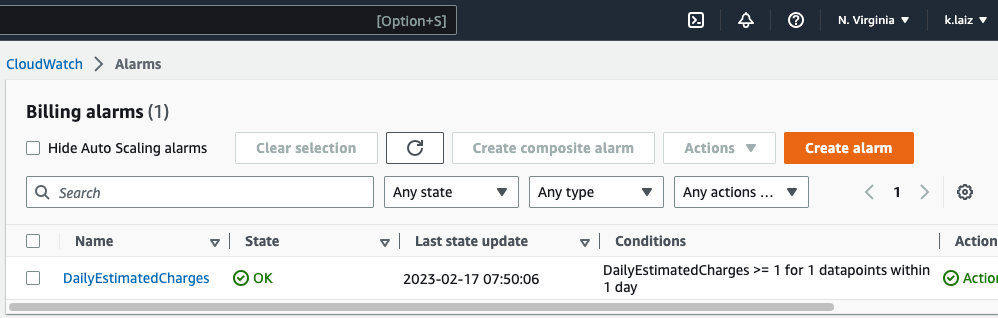 [Option+S]
N. Virginia
k.laiz
CloudWatch > Alarms
Billing alarms (1)
Hide Auto Scaling alarms
Clear selection
Create composite alarm
Actions
Create alarm
Search
Any state
Any type
Any actions ...
1
Name
State
Last state update
Conditions
Action
DailyEstimatedCharges
OK
2023-02-17 07:50:06
DailyEstimatedCharges >= 1 for 1 datapoints within
1 day
Action